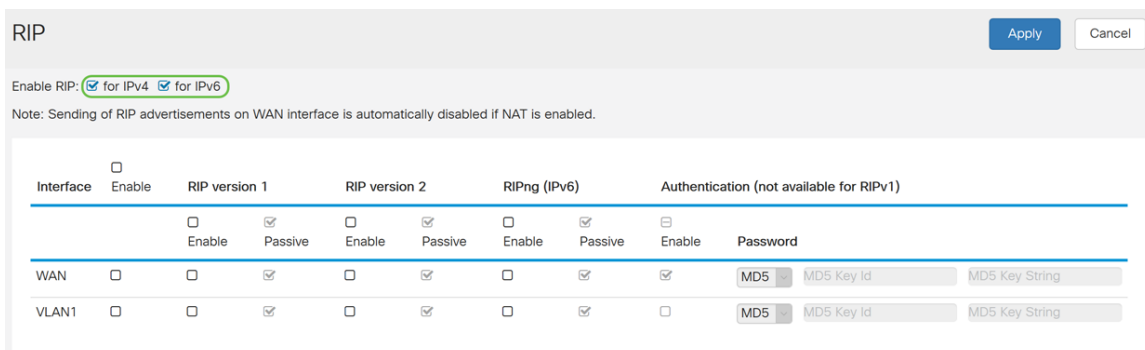 RIP Apply Cancel
Enable RIP: for IPv4 for IPv6
Note: Sending of RIP advertisements on WAN interface is automatically disabled if NAT is enabled.
Interface Enable RIP version 1 RIP version 2 RIPng (IPv6) Authentication (not available for RIPv1)
Enable Passive Enable Passive Enable Passive Enable Password
WAN MD5 MD5 Key Id MD5 Key String
VLAN1 MD5 MD5 Key Id MD5 Key String